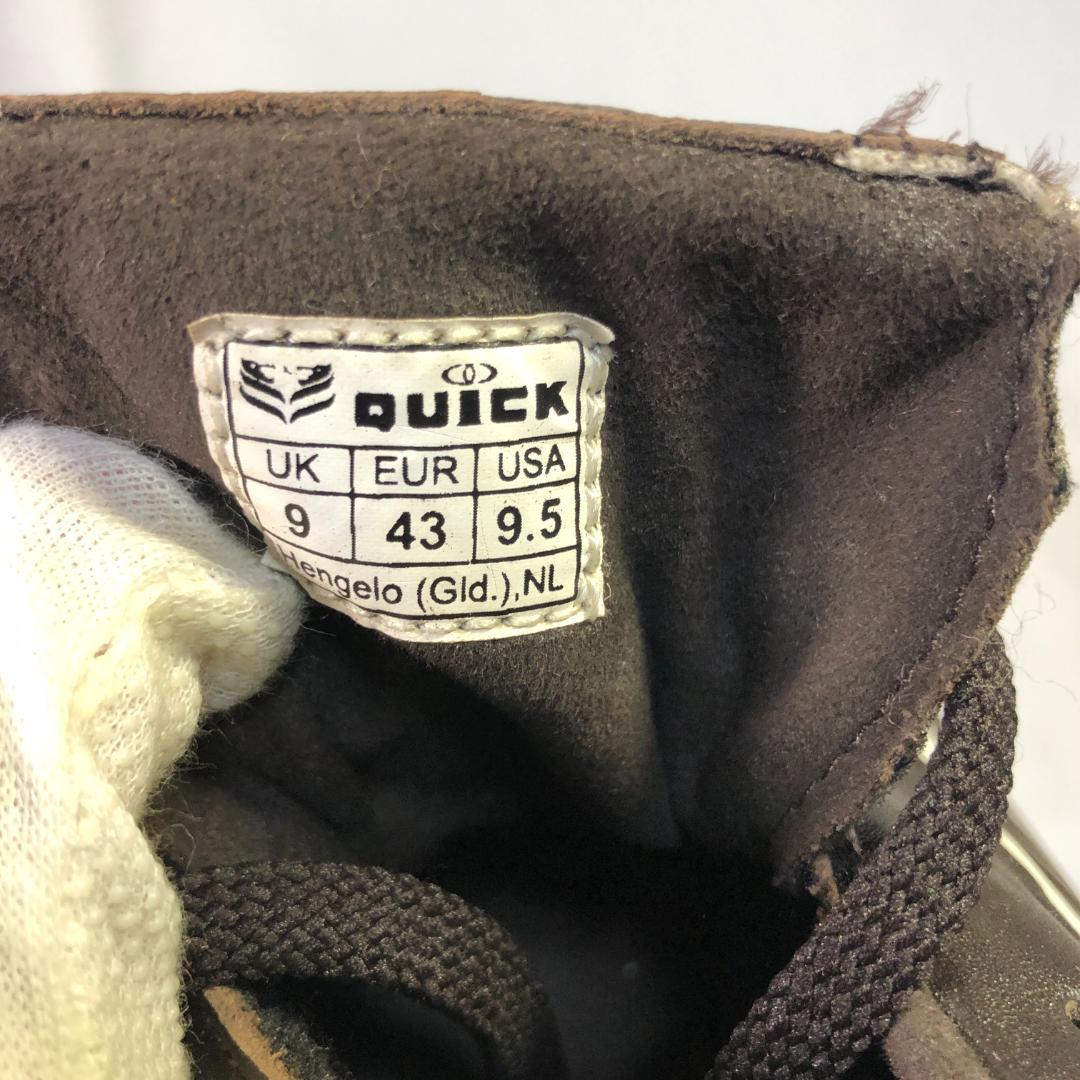 QUICK
UK EUR USA
9 43 9.5
Hengelo (Gld.), NL